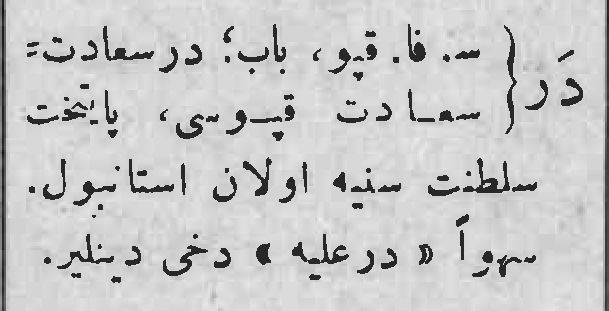 دَر { س. فا. قپو، باب؛ درسعادت=
سعادت قپوسی، پایتخت
سلطنت سنیه اولان استانبول.
سهواً «درعلیه» دخی دینلیر.